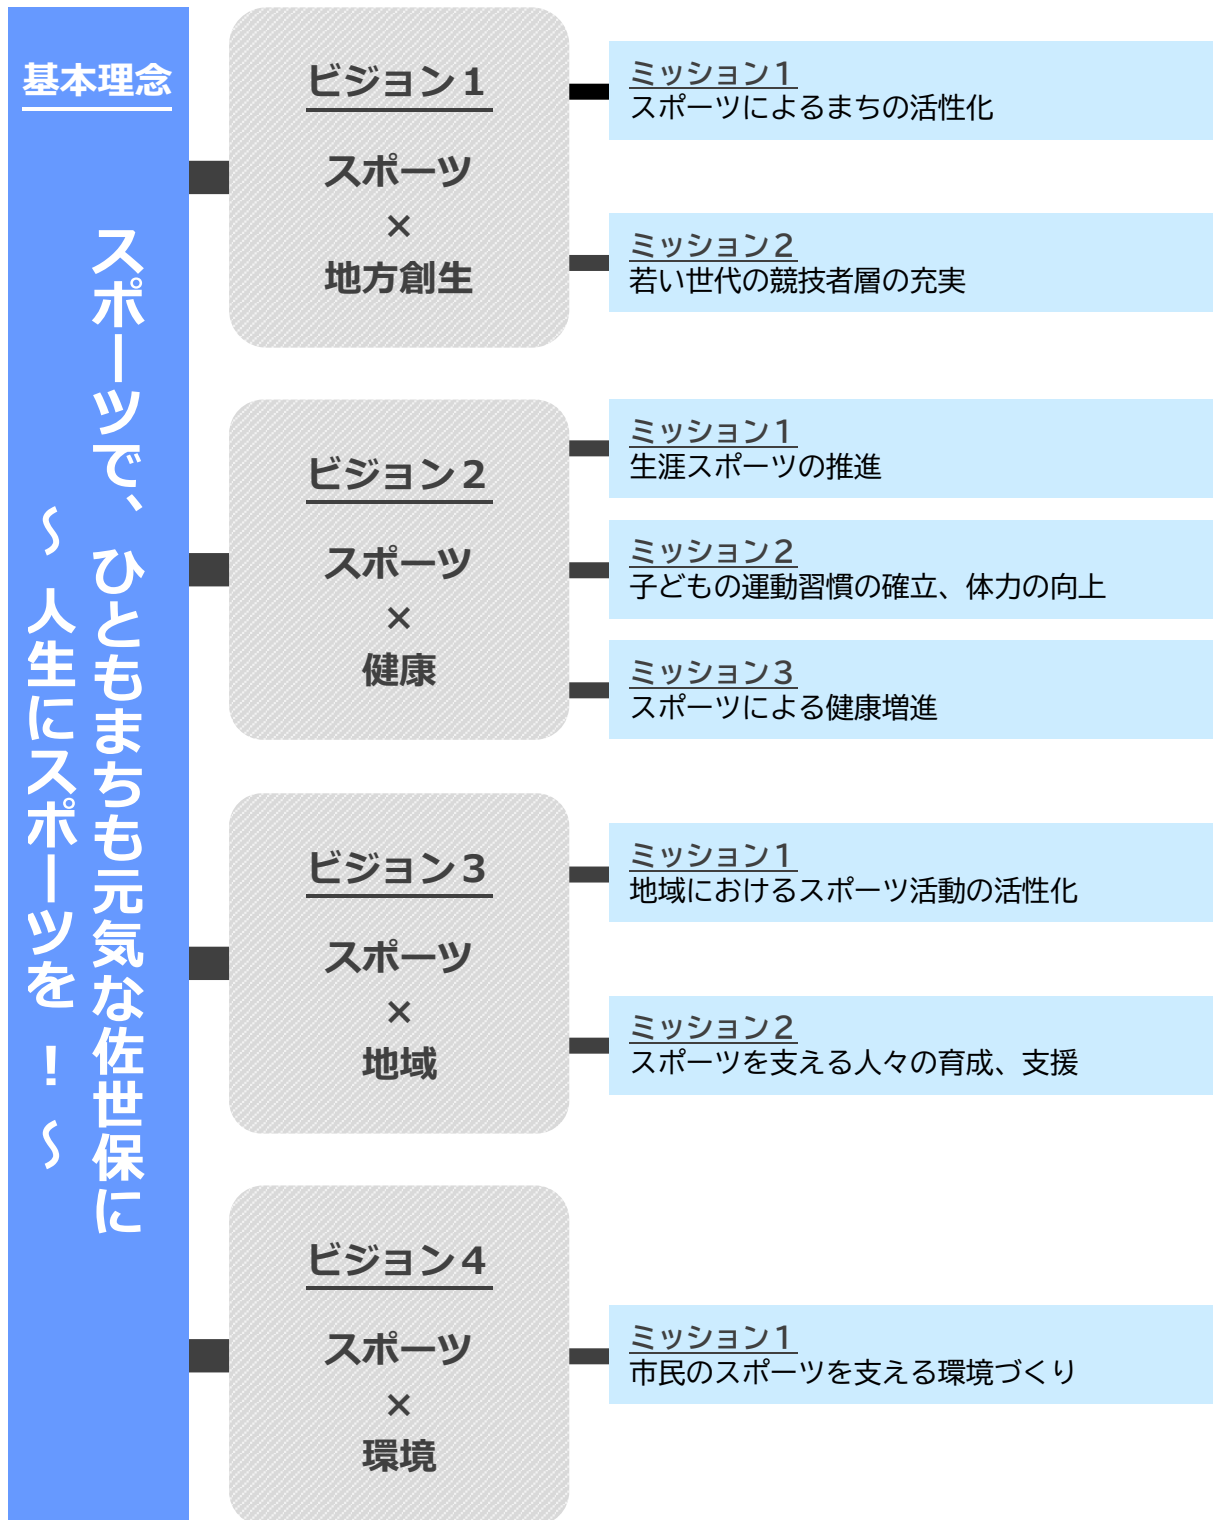 基本理念
スポーツで、ひともまちも元気な佐世保に
～人生にスポーツを！～
ビジョン１
スポーツ
×
地方創生
ミッション１
スポーツによるまちの活性化
ミッション２
若い世代の競技者層の充実
ビジョン２
スポーツ
×
健康
ミッション１
生涯スポーツの推進
ミッション２
子どもの運動習慣の確立、体力の向上
ミッション３
スポーツによる健康増進
ビジョン３
スポーツ
×
地域
ミッション１
地域におけるスポーツ活動の活性化
ミッション２
スポーツを支える人々の育成、支援
ビジョン４
スポーツ
×
環境
ミッション１
市民のスポーツを支える環境づくり